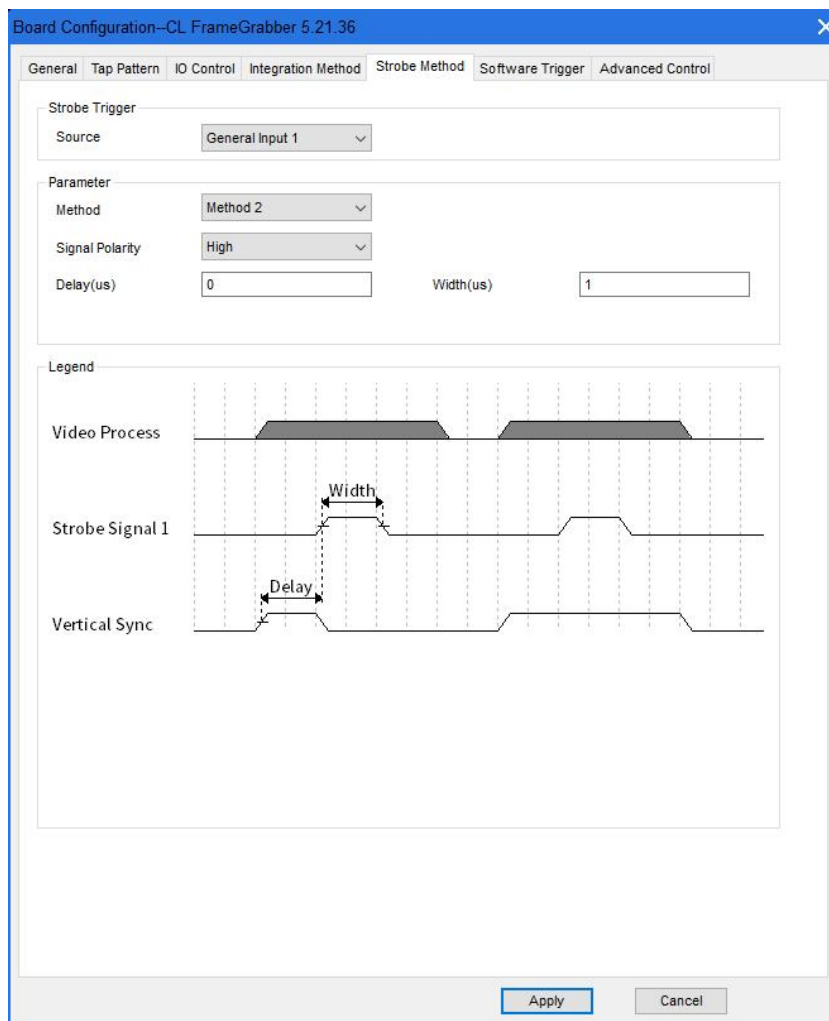 Board Configuration--CL FrameGrabber 5.21.36
General Tap Pattern IO Control Integration Method Strobe Method Software Trigger Advanced Control
Strobe Trigger
Source General Input 1
Parameter
Method Method 2
Signal Polarity High
Delay(us) 0 Width(us) 1
Legend
Video Process
Width
Strobe Signal 1
Delay
Vertical Sync
Apply Cancel